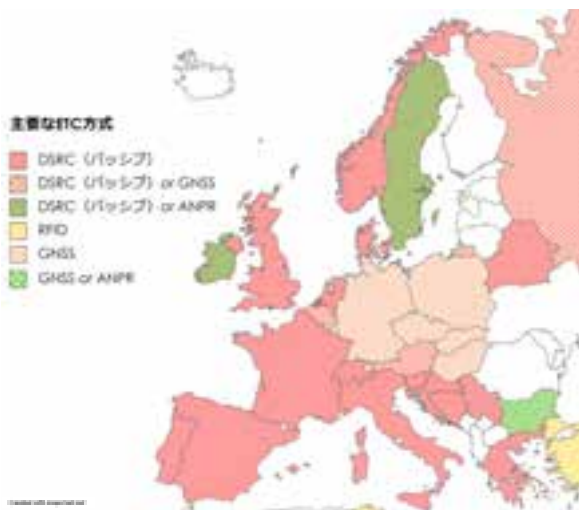 主要なETC方式
DSRC（パッシブ）
DSRC（パッシブ）or GNSS
DSRC（パッシブ）or ANPR
RFID
GNSS
GNSS or ANPR